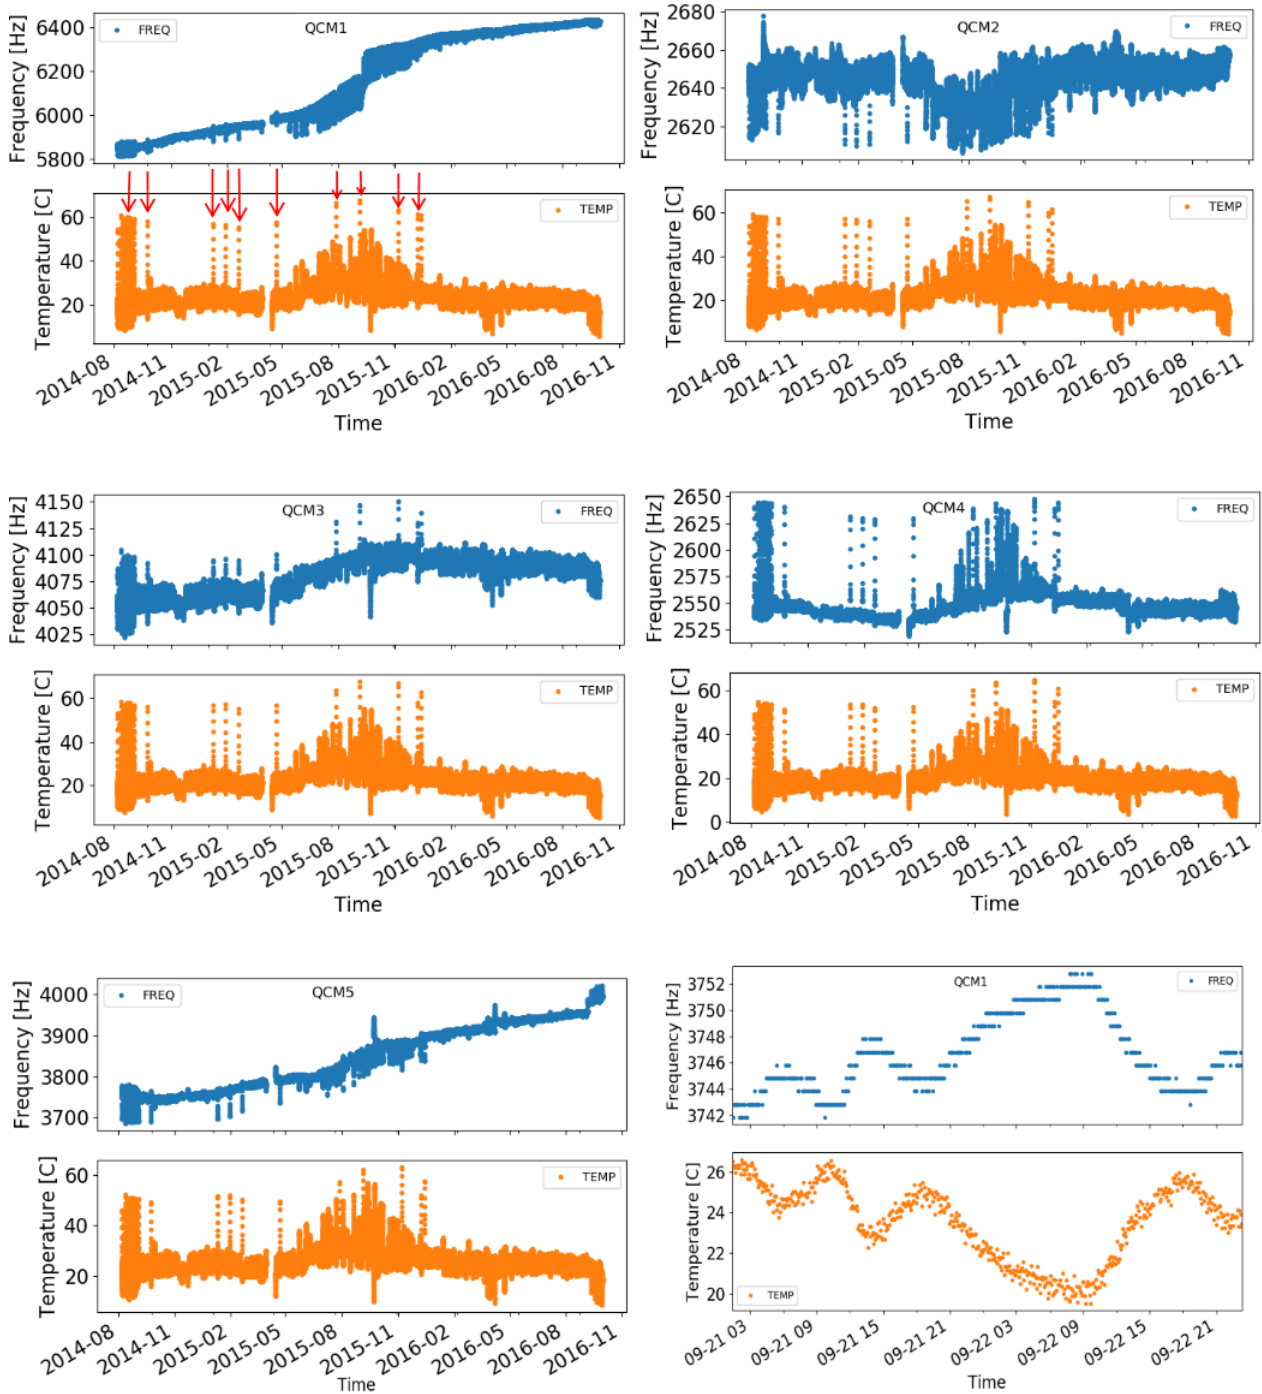 QCM1
FREQ
Frequency [Hz]
6400
6200
6000
5800
TEMP
Temperature [C]
60
40
20
2014-08 2014-11 2015-02 2015-05 2015-08 2015-11 2016-02 2016-05 2016-08 2016-11
Time
QCM2
FREQ
Frequency [Hz]
2680
2660
2640
2620
TEMP
Temperature [C]
60
40
20
2014-08 2014-11 2015-02 2015-05 2015-08 2015-11 2016-02 2016-05 2016-08 2016-11
Time
QCM3
FREQ
Frequency [Hz]
4150
4125
4100
4075
4050
4025
TEMP
Temperature [C]
60
40
20
2014-08 2014-11 2015-02 2015-05 2015-08 2015-11 2016-02 2016-05 2016-08 2016-11
Time
QCM4
FREQ
Frequency [Hz]
2650
2625
2600
2575
2550
2525
TEMP
Temperature [C]
60
40
20
0
2014-08 2014-11 2015-02 2015-05 2015-08 2015-11 2016-02 2016-05 2016-08 2016-11
Time
QCM5
FREQ
Frequency [Hz]
4000
3900
3800
3700
TEMP
Temperature [C]
60
40
20
2014-08 2014-11 2015-02 2015-05 2015-08 2015-11 2016-02 2016-05 2016-08 2016-11
Time
QCM1
FREQ
Frequency [Hz]
3752
3750
3748
3746
3744
3742
TEMP
Temperature [C]
26
24
22
20
09-21 03 09-21 09 09-21 15 09-21 21 09-22 03 09-22 09 09-22 15 09-22 21
Time